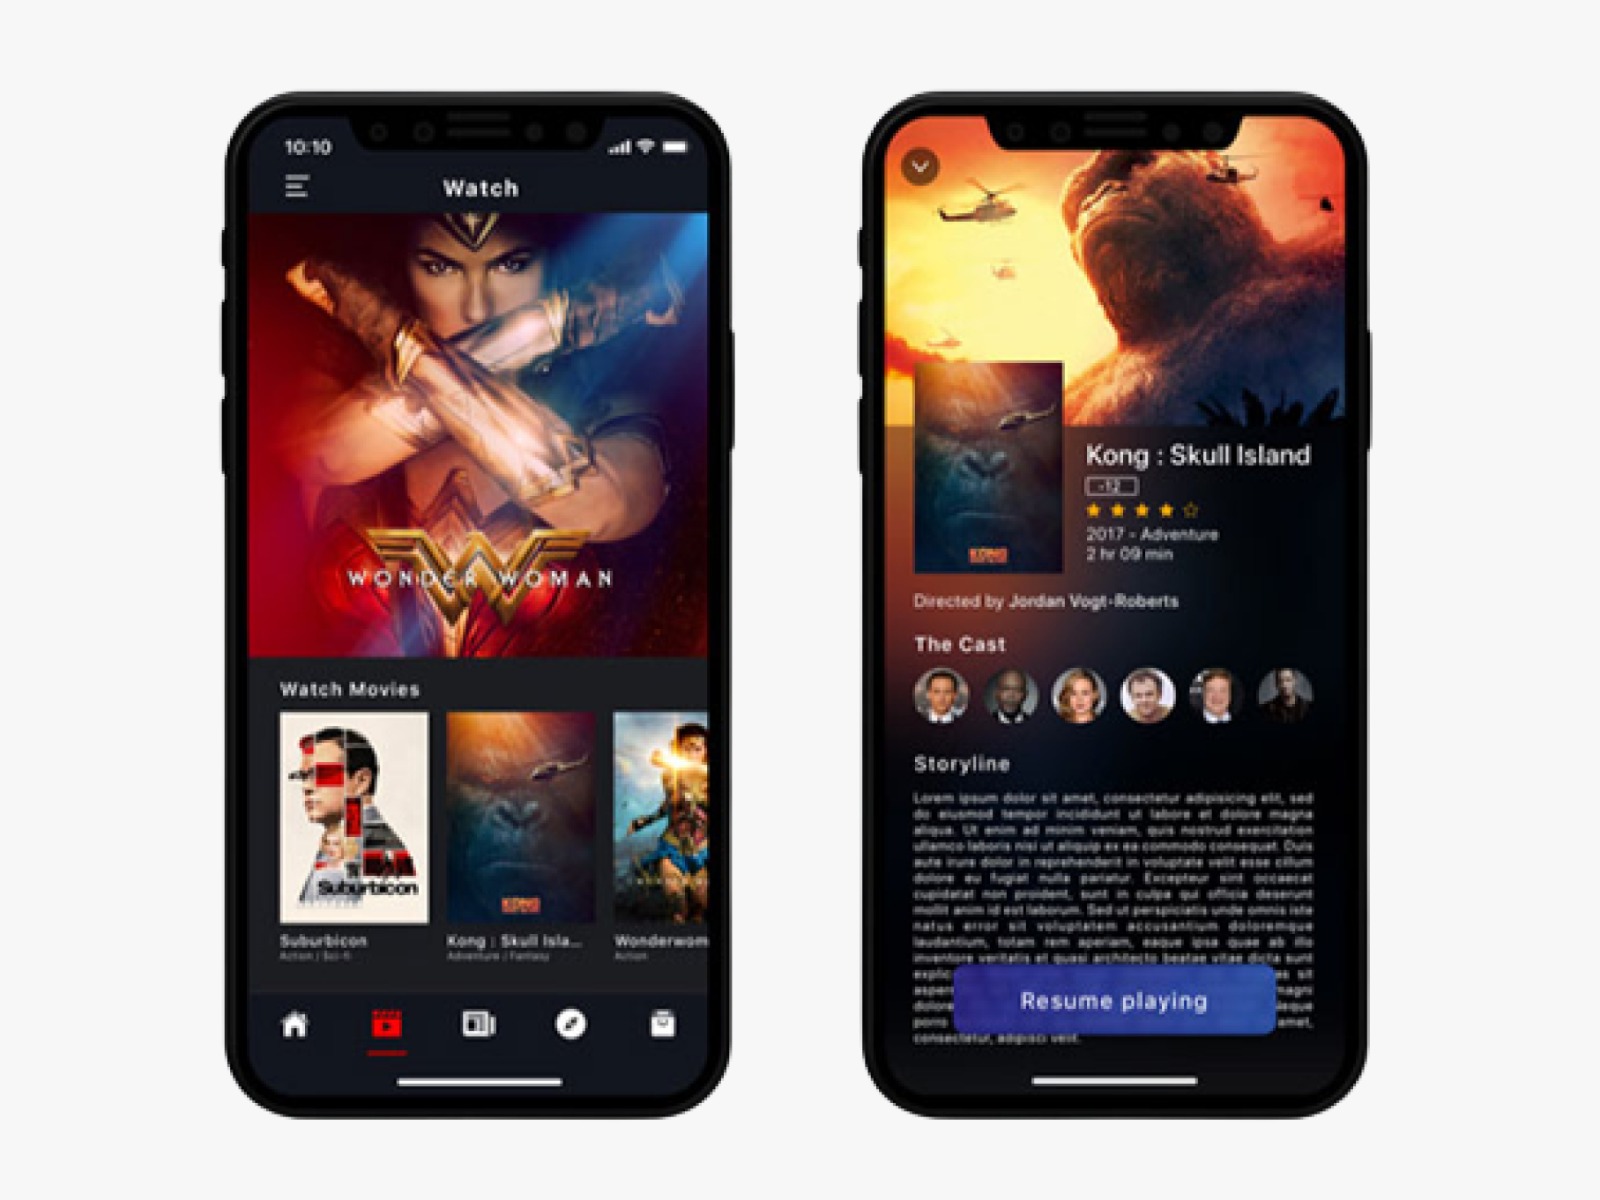 10:10
Watch
WONDER WOMAN
Watch Movies
Suburbicon
KONG
Suburbicon
Action / Sci-fi
Kong : Skull Isla...
Adventure / Fantasy
Wonderwom
Action
Kong : Skull Island
-12
2017 - Adventure
2 hr 09 min
KONG
Directed by Jordan Vogt-Roberts
The Cast
Storyline
Lorem ipsum dolor sit amet, consectetur adipisicing elit, sed
do eiusmod tempor incididunt ut labore et dolore magna
aliqua. Ut enim ad minim veniam, quis nostrud exercitation
ullamco laboris nisi ut aliquip ex ea commodo consequat. Duis
aute irure dolor in reprehenderit in voluptate velit esse cillum
dolore eu fugiat nulla pariatur. Excepteur sint occaecat
cupidatat non proident, sunt in culpa qui officia deserunt
mollit anim id est laborum. Sed ut perspiciatis unde omnis iste
natus error sit voluptatem accusantium doloremque
laudantium, totam rem aperiam, eaque ipsa quae ab illo
inventore veritatis et quasi architecto beatae vitae dicta sunt
explic as sit
asper magni
dolore seque
porro amet,
consectetur, adipisci velit.
Resume playing